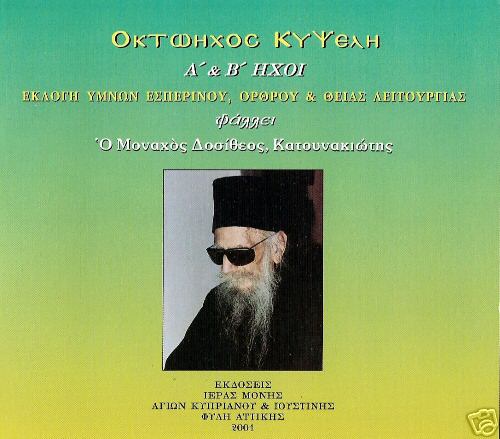 Οκτωηχος Κυψελη
Α΄ & Β΄ ΗΧΟΙ
ΕΚΛΟΓΗ ΥΜΝΩΝ ΕΣΠΕΡΙΝΟΥ, ΟΡΘΡΟΥ & ΘΕΙΑΣ ΛΕΙΤΟΥΡΓΙΑΣ
ψάλλει
Ὁ Μοναχὸς Δοσίθεος, Κατουνακιώτης
ΕΚΔΟΣΕΙΣ
ΙΕΡΑΣ ΜΟΝΗΣ
ΑΓΙΩΝ ΚΥΠΡΙΑΝΟΥ & ΙΟΥΣΤΙΝΗΣ
ΦΥΛΗ ΑΤΤΙΚΗΣ
2001